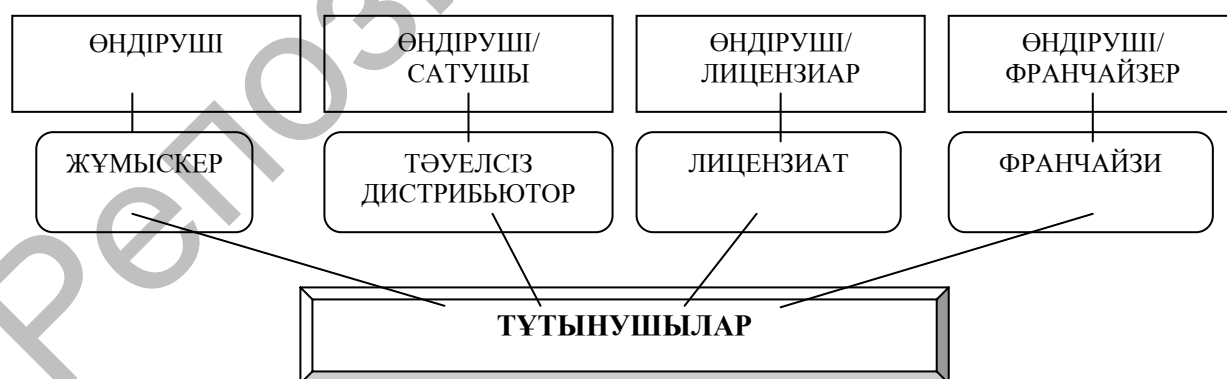 ӨНДІРУШІ
ӨНДІРУШІ/
САТУШЫ
ӨНДІРУШІ/
ЛИЦЕНЗИАР
ӨНДІРУШІ/
ФРАНЧАЙЗЕР
ЖҰМЫСКЕР
ТӘУЕЛСІЗ
ДИСТРИБЬЮТОР
ЛИЦЕНЗИАТ
ФРАНЧАЙЗИ
ТҰТЫНУШЫЛАР